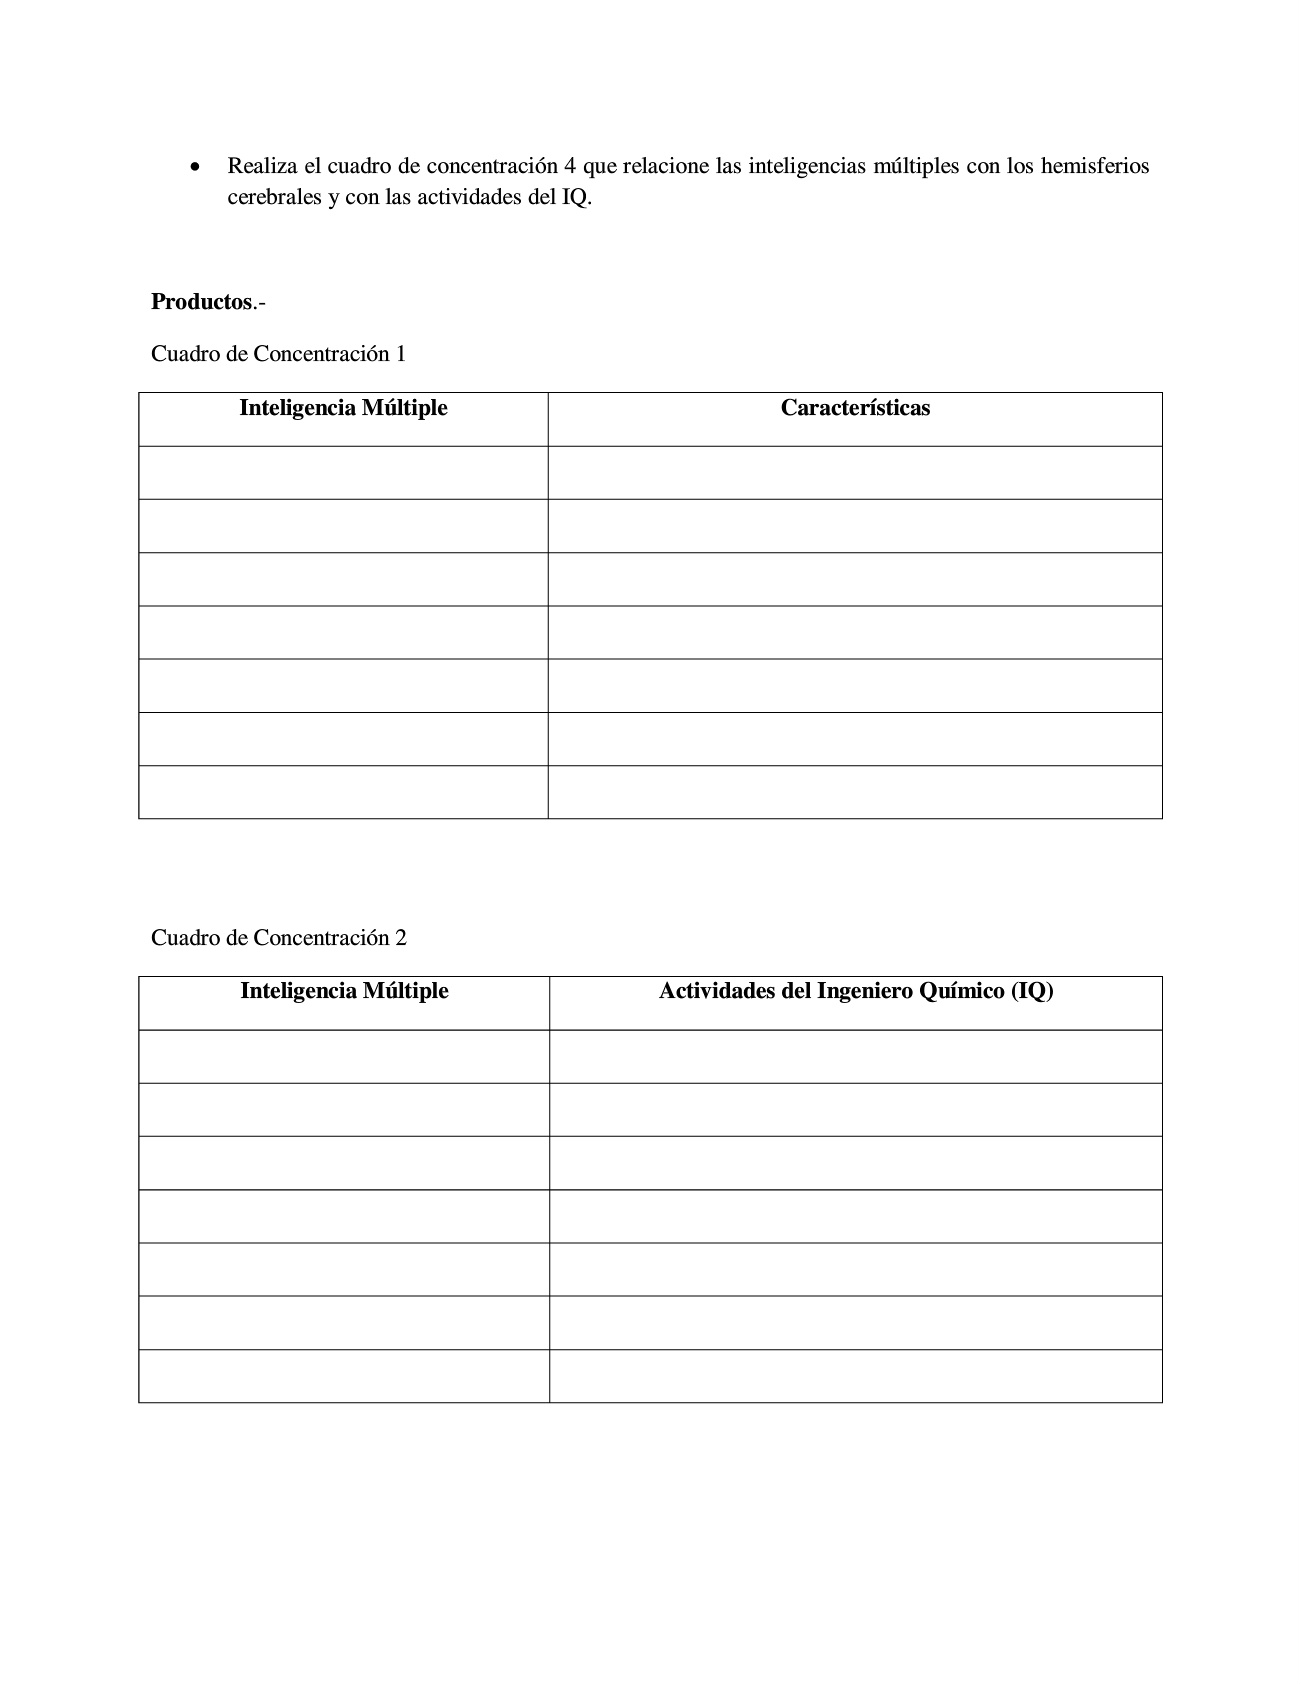 • Realiza el cuadro de concentración 4 que relacione las inteligencias múltiples con los hemisferios
cerebrales y con las actividades del IQ.
Productos.-
Cuadro de Concentración 1
Inteligencia Múltiple Características
Cuadro de Concentración 2
Inteligencia Múltiple Actividades del Ingeniero Químico (IQ)